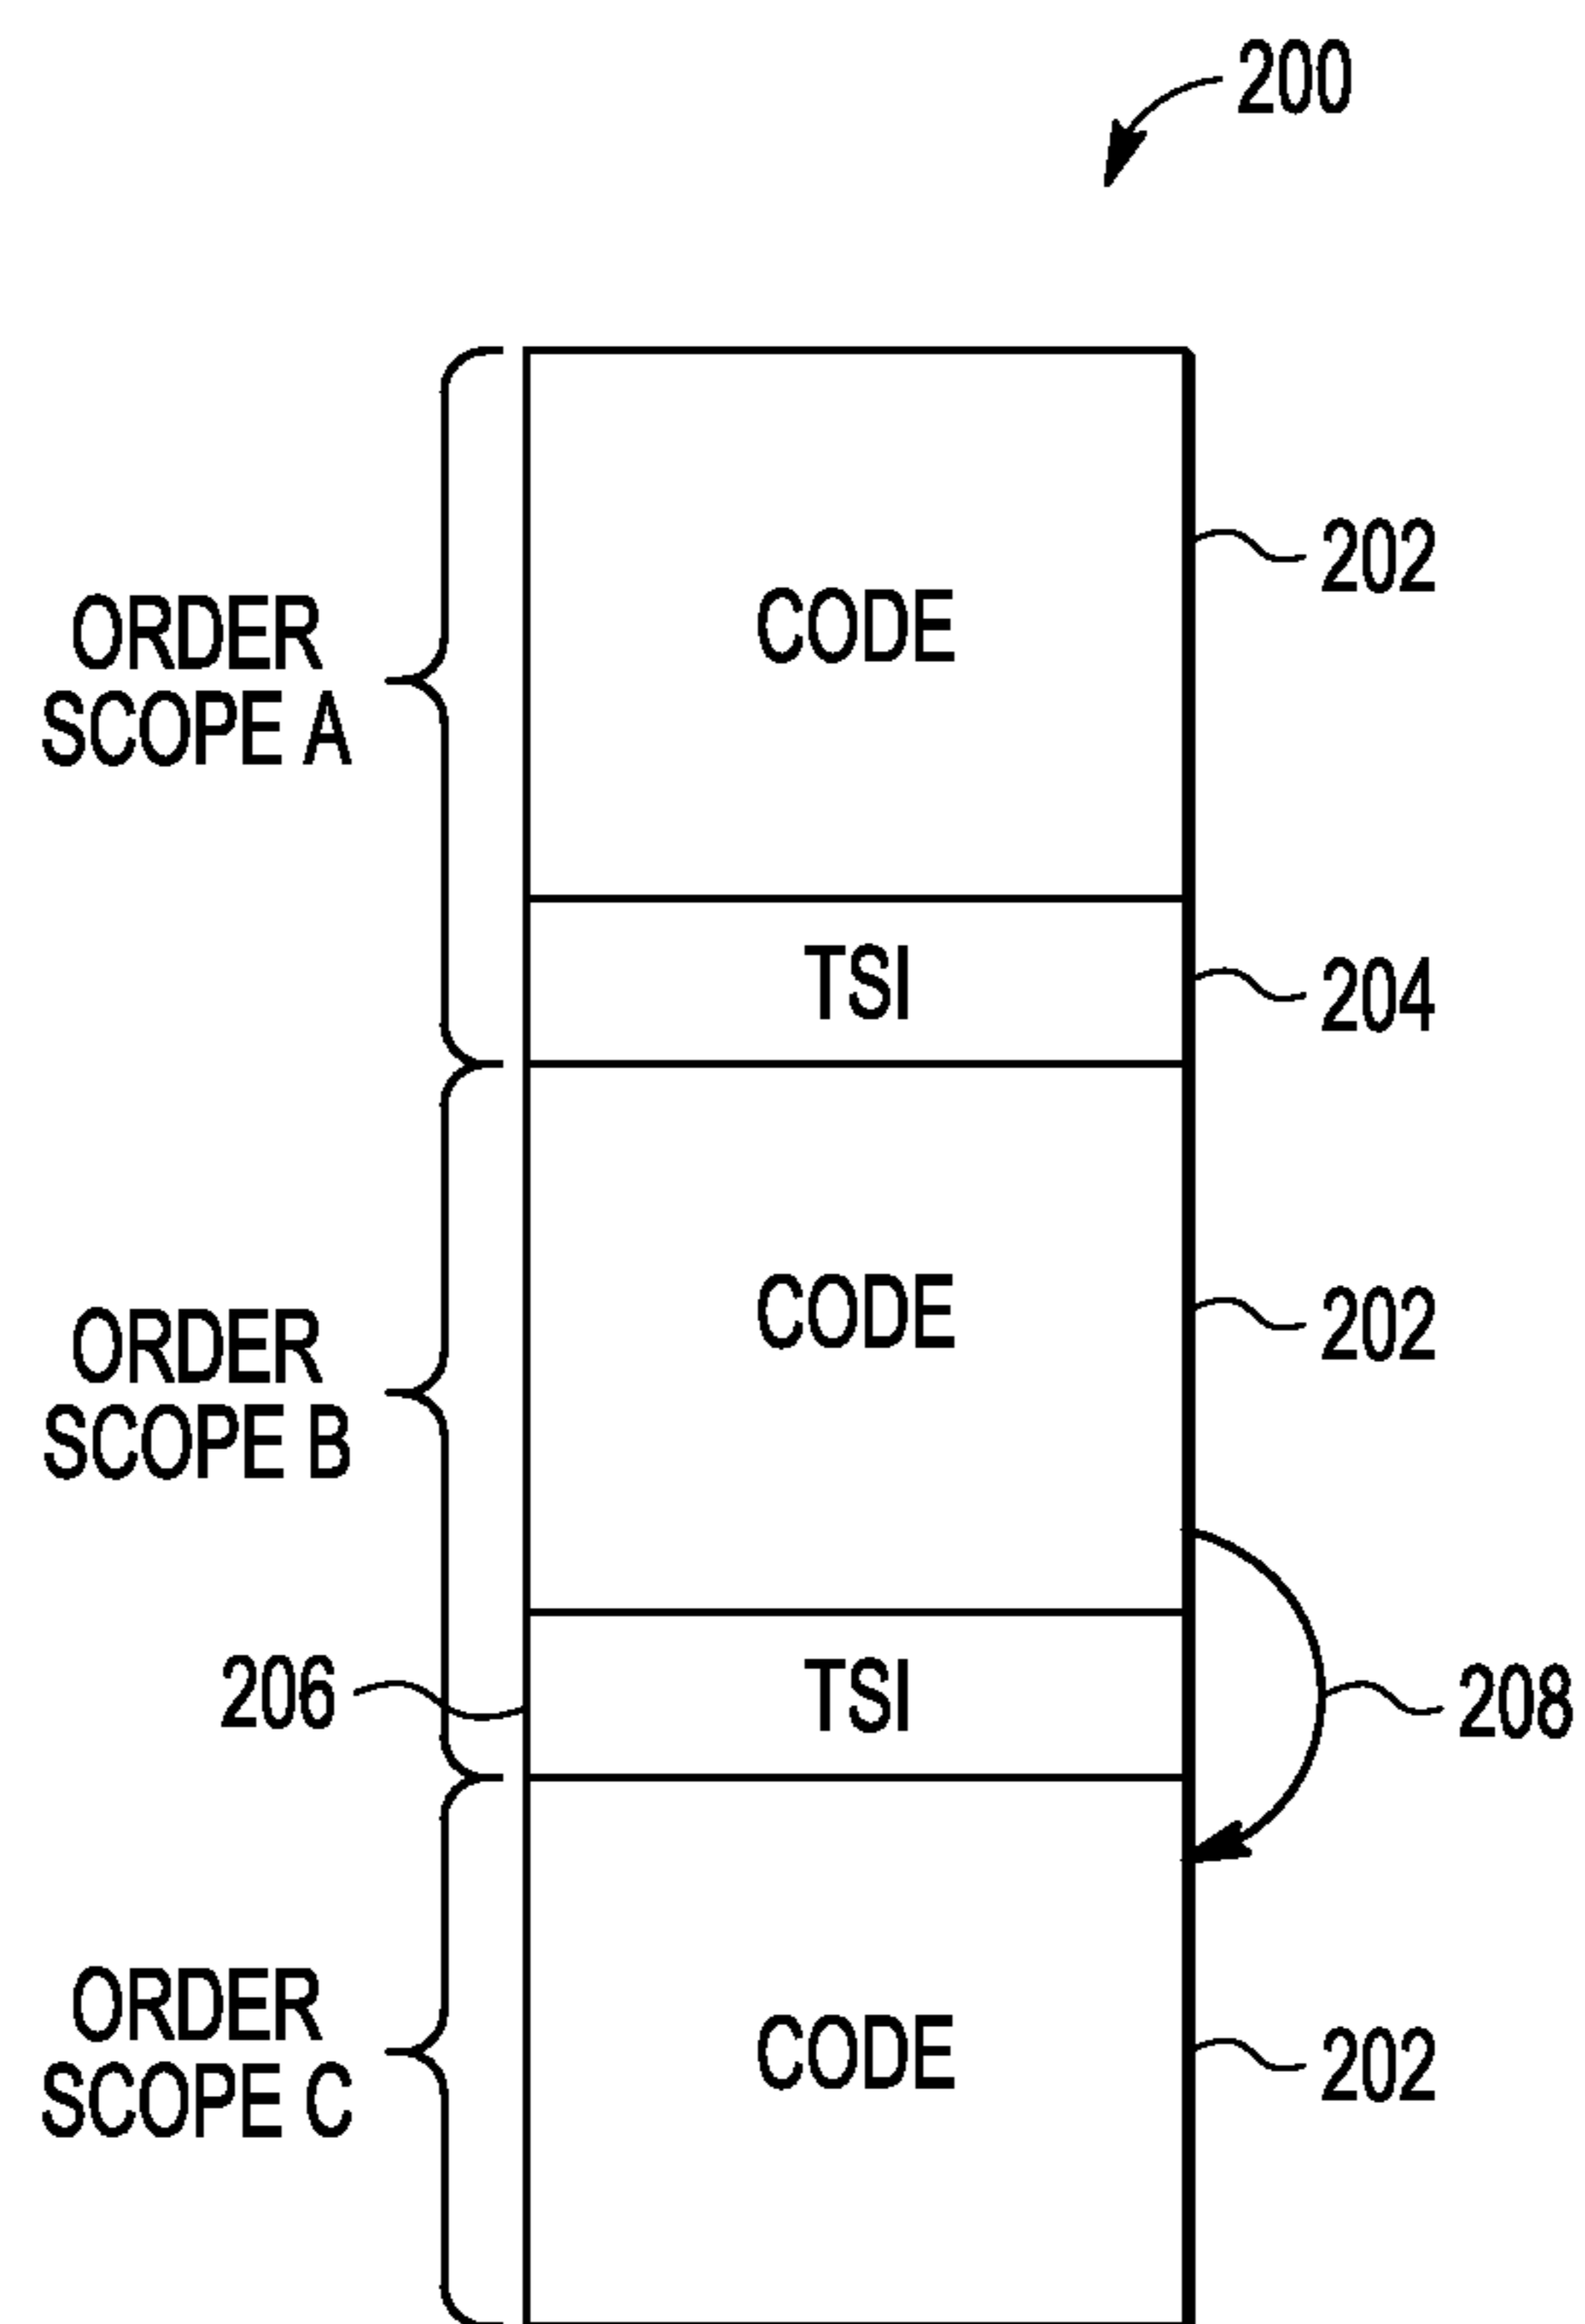 200
202
CODE
ORDER
SCOPE A
TSI
204
CODE
202
ORDER
SCOPE B
206
TSI
208
ORDER
SCOPE C
CODE
202